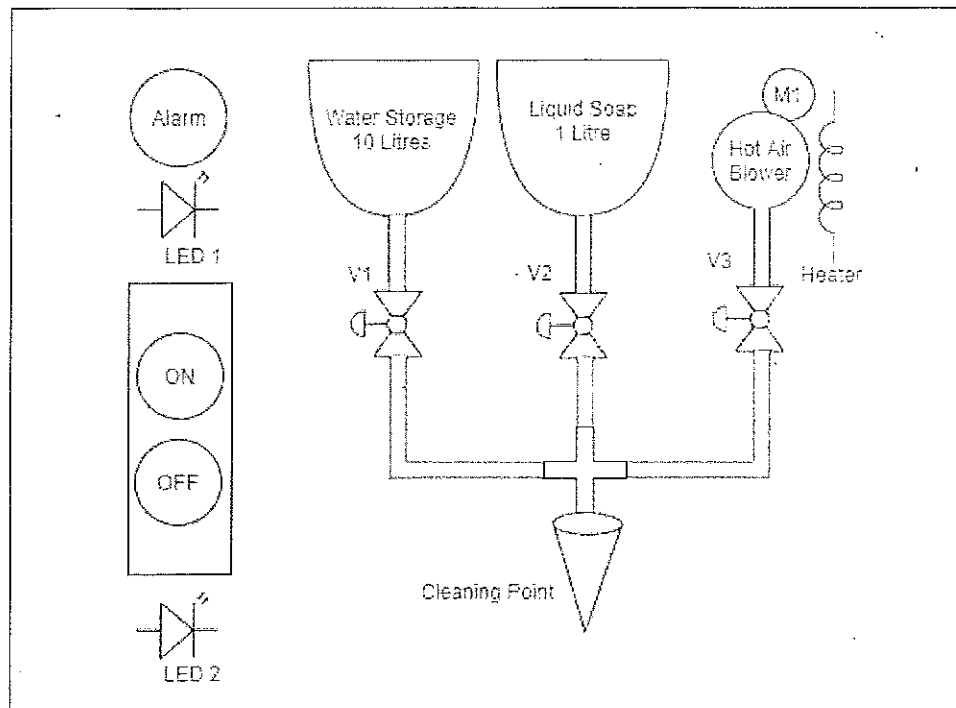 Alarm
LED 1
ON
OFF
LED 2
Water Storage
10 Litres
Liquid Soap
1 Litre
M1
Hot Air
Blower
Heater
V1
V2
V3
Cleaning Point